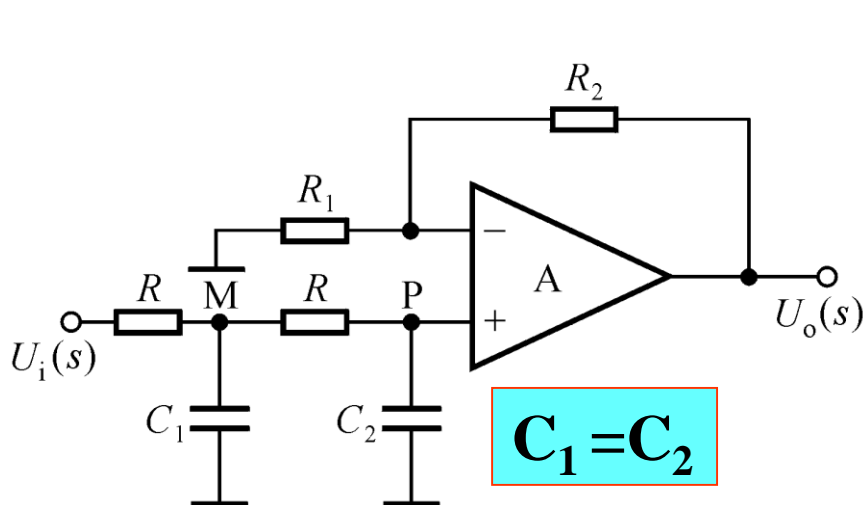 R₂
R₁
−
A
R M R P
+
Uᵢ(s)
Uₒ(s)
C₁ C₂
C₁=C₂